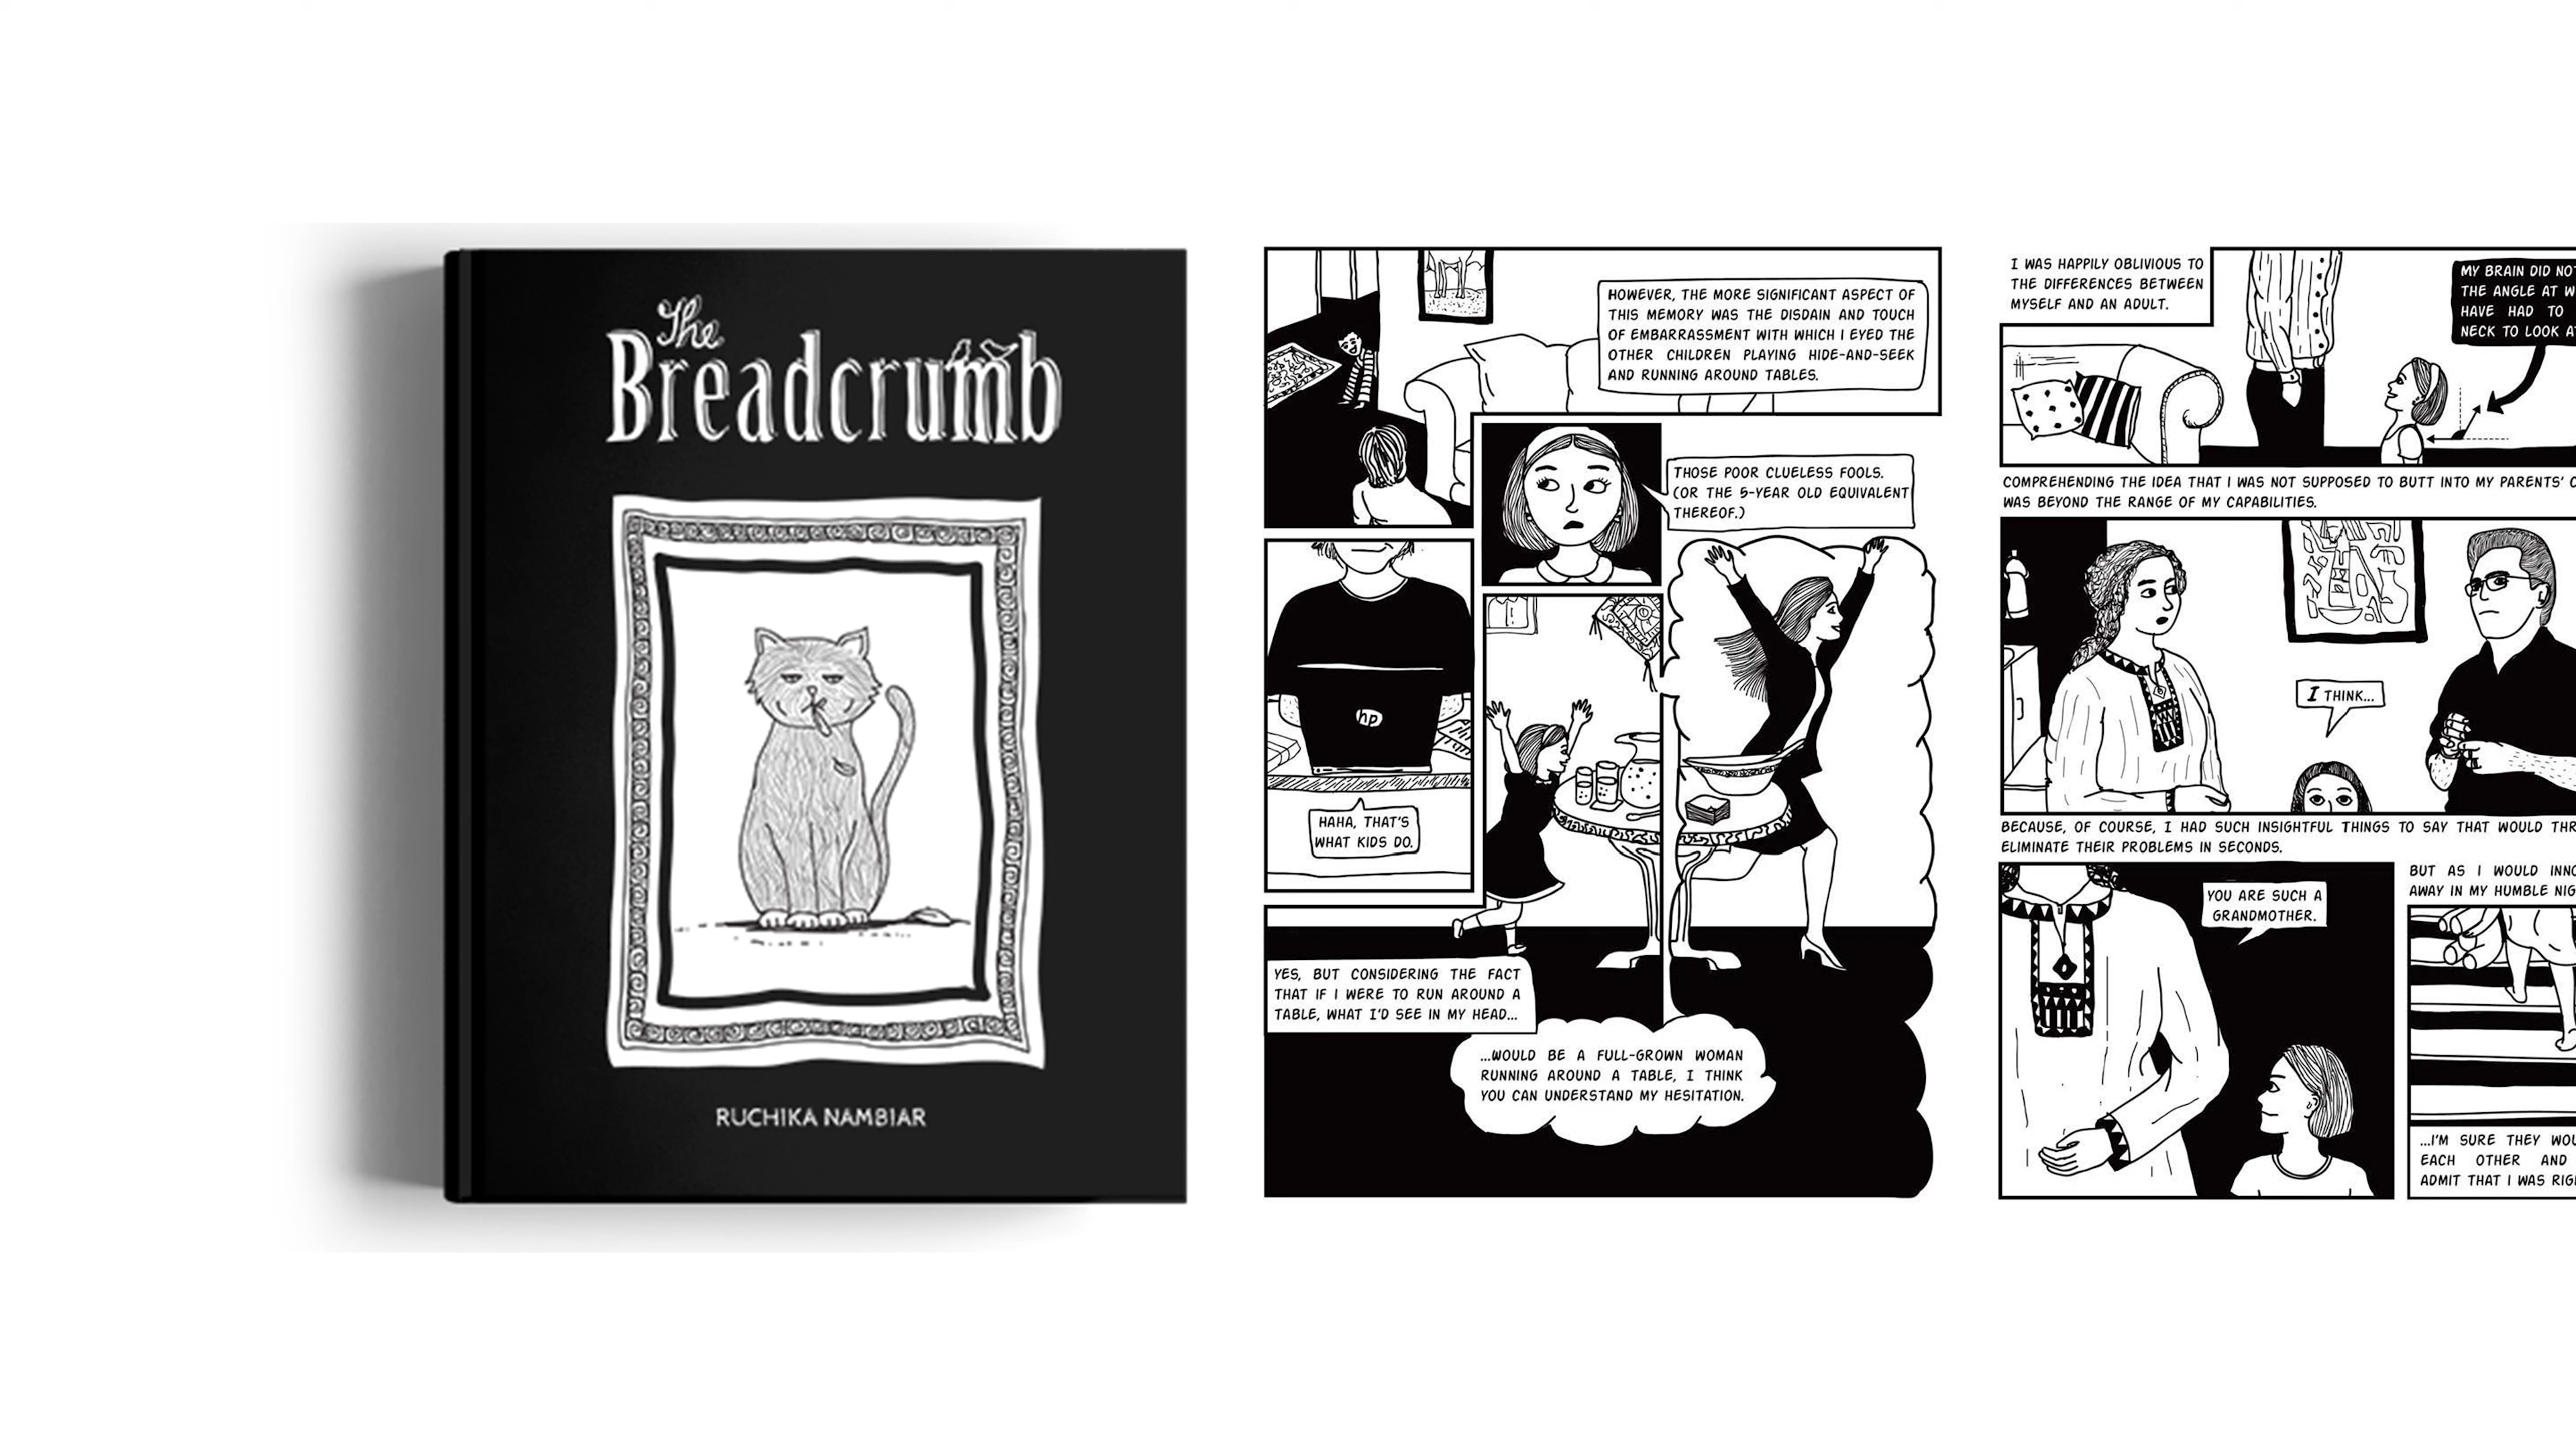 The
Breadcrumb
RUCHIKA NAMBIAR
HOWEVER, THE MORE SIGNIFICANT ASPECT OF
THIS MEMORY WAS THE DISDAIN AND TOUCH
OF EMBARRASSMENT WITH WHICH I EYED THE
OTHER CHILDREN PLAYING HIDE-AND-SEEK
AND RUNNING AROUND TABLES.
THOSE POOR CLUELESS FOOLS.
(OR THE 5-YEAR OLD EQUIVALENT
THEREOF.)
hp
HAHA, THAT'S
WHAT KIDS DO.
YES, BUT CONSIDERING THE FACT
THAT IF I WERE TO RUN AROUND A
TABLE, WHAT I'D SEE IN MY HEAD...
...WOULD BE A FULL-GROWN WOMAN
RUNNING AROUND A TABLE, I THINK
YOU CAN UNDERSTAND MY HESITATION.
I WAS HAPPILY OBLIVIOUS TO
THE DIFFERENCES BETWEEN
MYSELF AND AN ADULT.
MY BRAIN DID
THE ANGLE AT
HAVE HAD TO
NECK TO LOOK
COMPREHENDING THE IDEA THAT I WAS NOT SUPPOSED TO BUTT INTO MY PARENTS'
WAS BEYOND THE RANGE OF MY CAPABILITIES.
I THINK...
BECAUSE, OF COURSE, I HAD SUCH INSIGHTFUL THINGS TO SAY THAT WOULD
ELIMINATE THEIR PROBLEMS IN SECONDS.
YOU ARE SUCH A
GRANDMOTHER.
BUT AS I WOULD
AWAY IN MY HUMBLE
...I'M SURE THEY
EACH OTHER AND
ADMIT THAT I WAS